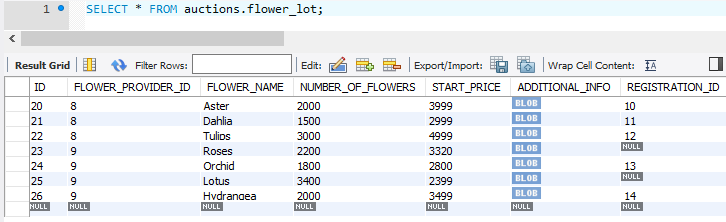 1 SELECT * FROM auctions.flower_lot;
Result Grid Filter Rows: Edit: Export/Import: Wrap Cell Content: IA
ID FLOWER_PROVIDER_ID FLOWER_NAME NUMBER_OF_FLOWERS START_PRICE ADDITIONAL_INFO REGISTRATION_ID
20 8 Aster 2000 3999 BLOB 10
21 8 Dahlia 1500 2999 BLOB 11
22 8 Tulips 3000 4999 BLOB 12
23 9 Roses 2200 3320 BLOB NULL
24 9 Orchid 1800 2800 BLOB 13
25 9 Lotus 3400 2399 BLOB NULL
26 9 Hydrangea 2000 3499 BLOB 14
NULL NULL NULL NULL NULL NULL NULL